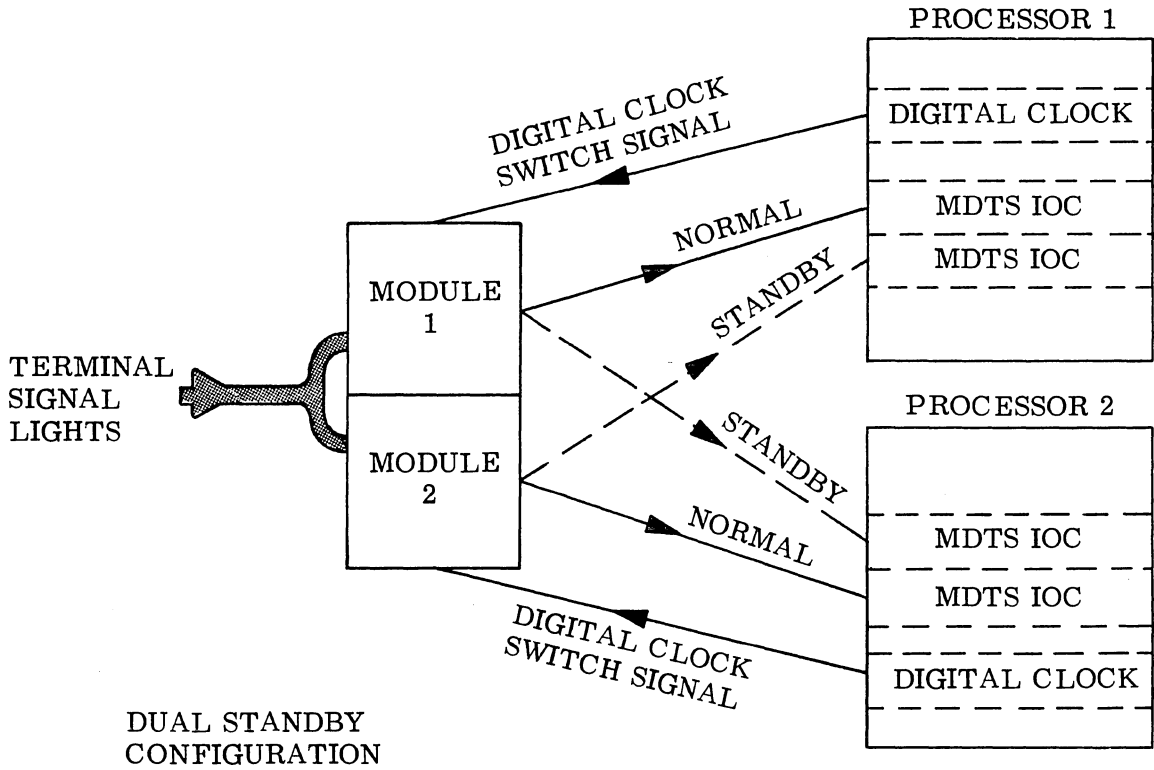 PROCESSOR 1
DIGITAL CLOCK
SWITCH SIGNAL
DIGITAL CLOCK
NORMAL
MDTS IOC
MDTS IOC
STANDBY
MODULE
1
TERMINAL
SIGNAL
LIGHTS
PROCESSOR 2
STANDBY
MODULE
2
NORMAL
MDTS IOC
MDTS IOC
DIGITAL CLOCK
SWITCH SIGNAL
DIGITAL CLOCK
DUAL STANDBY
CONFIGURATION